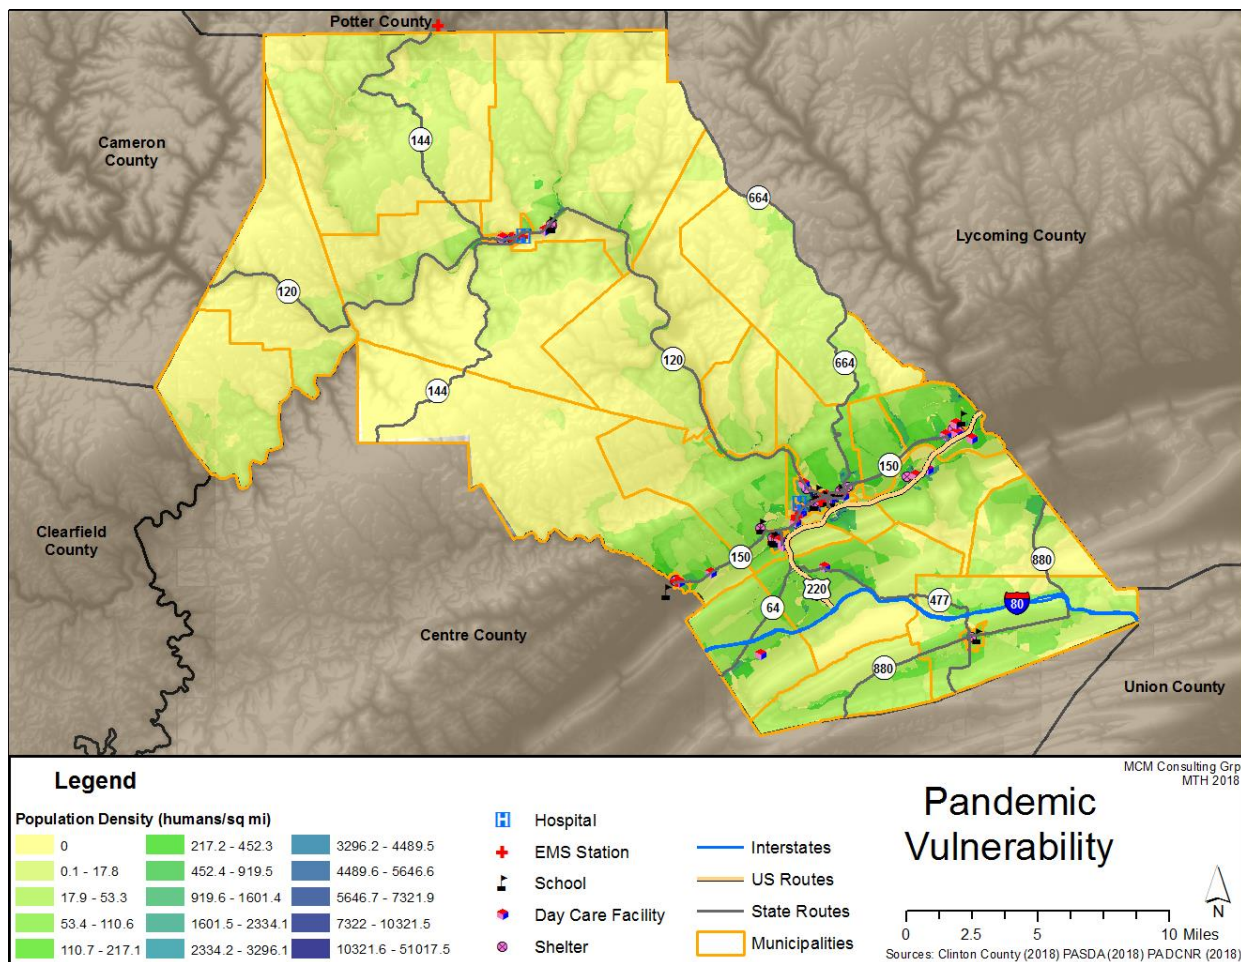 Potter County
Cameron
County
144
664
Lycoming County
120
120
664
144
150
Clearfield
County
150
880
220
477
80
64
Centre County
880
Union County
MCM Consulting Grp
MTH 2018
Legend
Pandemic
Vulnerability
Population Density (humans/sq mi)
0
0.1 - 17.8
17.9 - 53.3
53.4 - 110.6
110.7 - 217.1
217.2 - 452.3
452.4 - 919.5
919.6 - 1601.4
1601.5 - 2334.1
2334.2 - 3296.1
3296.2 - 4489.5
4489.6 - 5646.6
5646.7 - 7321.9
7322 - 10321.5
10321.6 - 51017.5
H Hospital
EMS Station
School
Day Care Facility
Shelter
Interstates
US Routes
State Routes
Municipalities
N
0 2.5 5 10 Miles
Sources: Clinton County (2018) PASDA (2018) PADCNR (2018)